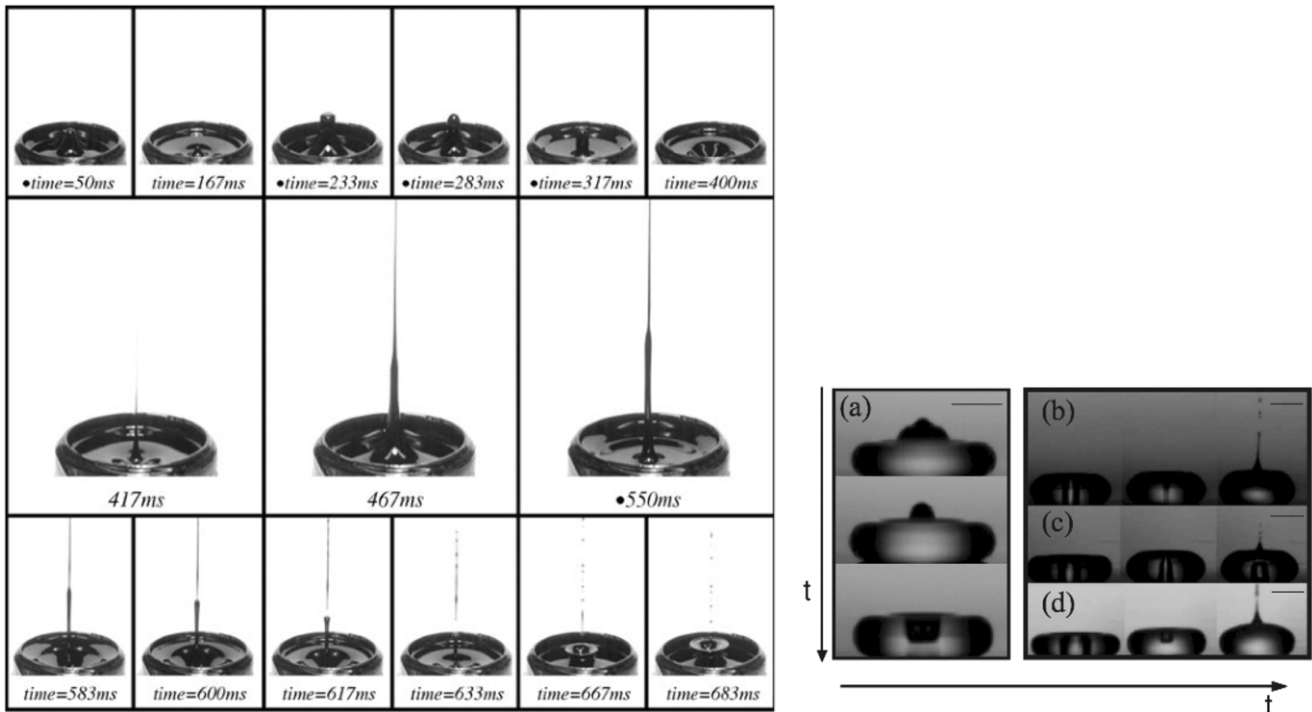 •time=50ms
time=167ms
•time=233ms
•time=283ms
•time=317ms
time=400ms
417ms
467ms
•550ms
time=583ms
time=600ms
time=617ms
time=633ms
time=667ms
time=683ms
t
(a)
(b)
(c)
(d)
t